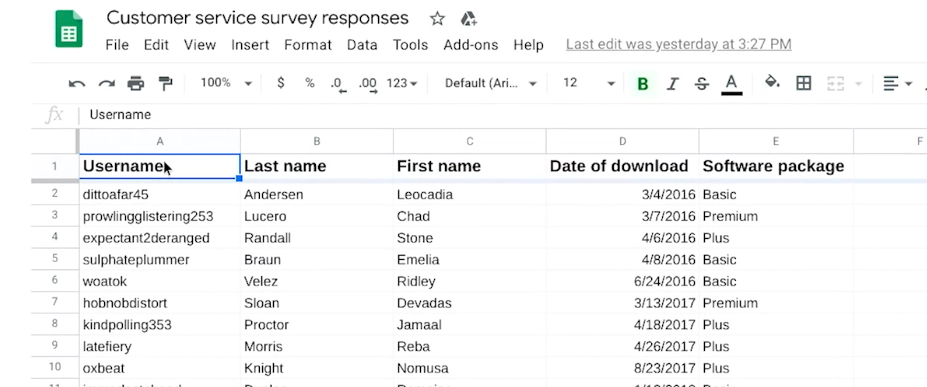 Customer service survey responses
File Edit View Insert Format Data Tools Add-ons Help Last edit was yesterday at 3:27 PM
100% $ % .0 .00 123 Default (Ari... 12 B I S A
fx Username
A B C D E F
1 Username Last name First name Date of download Software package
2 dittoafar45 Andersen Leocadia 3/4/2016 Basic
3 prowlingglistering253 Lucero Chad 3/7/2016 Premium
4 expectant2deranged Randall Stone 4/6/2016 Plus
5 sulphateplummer Braun Emelia 4/8/2016 Basic
6 woatok Velez Ridley 6/24/2016 Basic
7 hobnobdistort Sloan Devadas 3/13/2017 Premium
8 kindpolling353 Proctor Jamaal 4/18/2017 Plus
9 latefiery Morris Reba 4/26/2017 Plus
10 oxbeat Knight Nomusa 8/23/2017 Plus